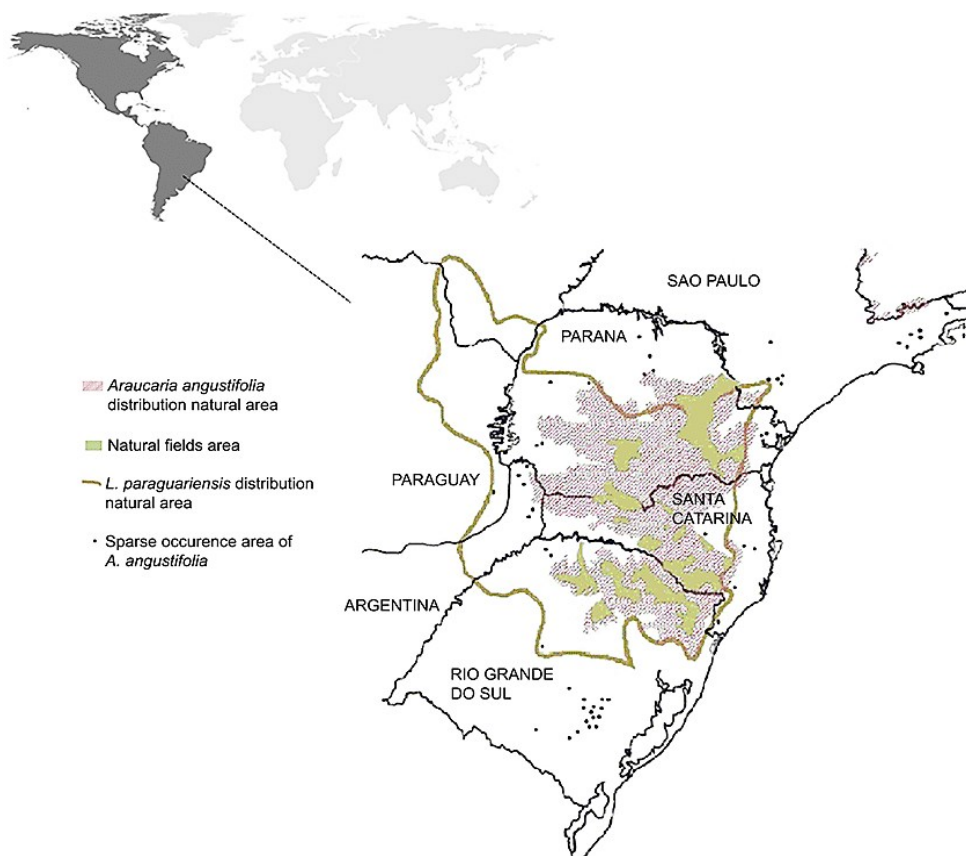 SAO PAULO
PARANA
Araucaria angustifolia
distribution natural area
Natural fields area
L. paraguariensis distribution
natural area
Sparse occurence area of
A. angustifolia
PARAGUAY
SANTA
CATARINA
ARGENTINA
RIO GRANDE
DO SUL